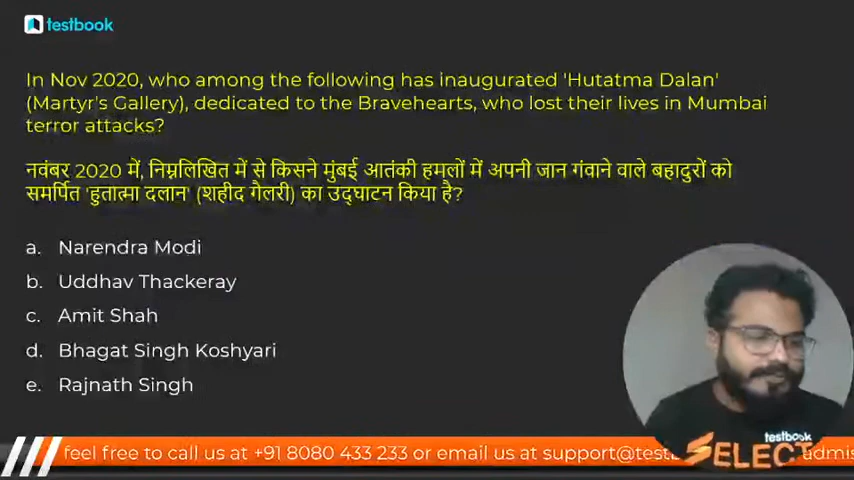 testbook
In Nov 2020, who among the following has inaugurated 'Hutatma Dalan'
(Martyr's Gallery), dedicated to the Bravehearts, who lost their lives in Mumbai
terror attacks?
नवंबर 2020 में, निम्नलिखित में से किसने मुंबई आतंकी हमलों में अपनी जान गंवाने वाले बहादुरों को
समर्पित 'हुतात्मा दलान' (शहीद गैलरी) का उद्घाटन किया है?
a. Narendra Modi
b. Uddhav Thackeray
c. Amit Shah
d. Bhagat Singh Koshyari
e. Rajnath Singh
testbook
SELECT
feel free to call us at +91 8080 433 233 or email us at support@test